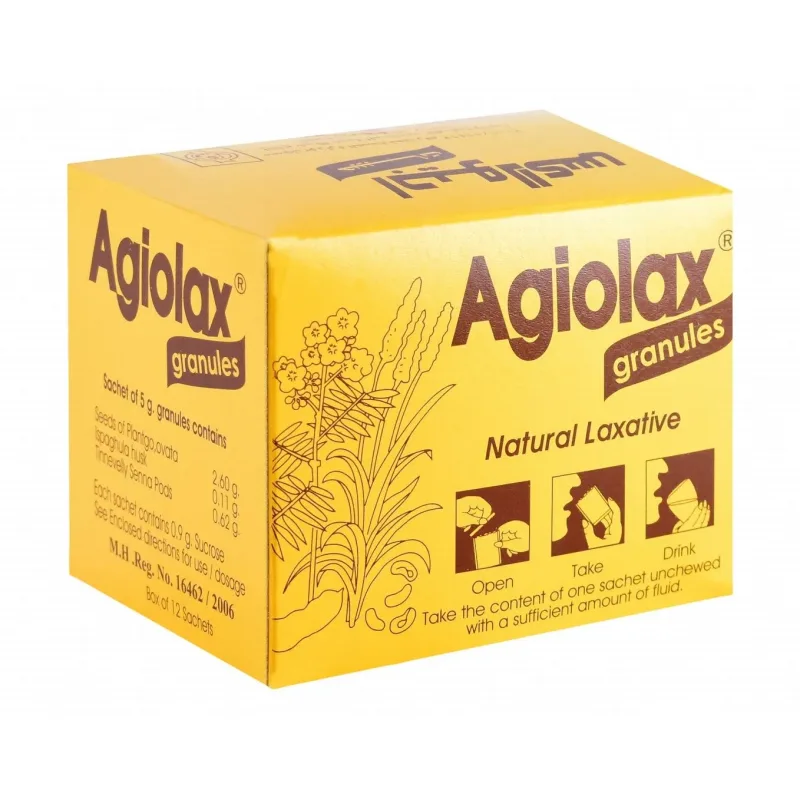 Agiolax®
granules
Sachet of 5 g. granules contains
Seeds of Plantgo,ovata 2.60 g.
Ispaghula husk 0.11 g.
Tinnevelly Senna Pods 0.62 g.
Each sachet contains 0.9 g. Sucrose
See Enclosed directions for use / dosage
M.H .Reg. No. 16462 / 2006
Box of 12 Sachets
Agiolax®
granules
Natural Laxative
Open
Take
Drink
Take the content of one sachet unchewed
with a sufficient amount of fluid.